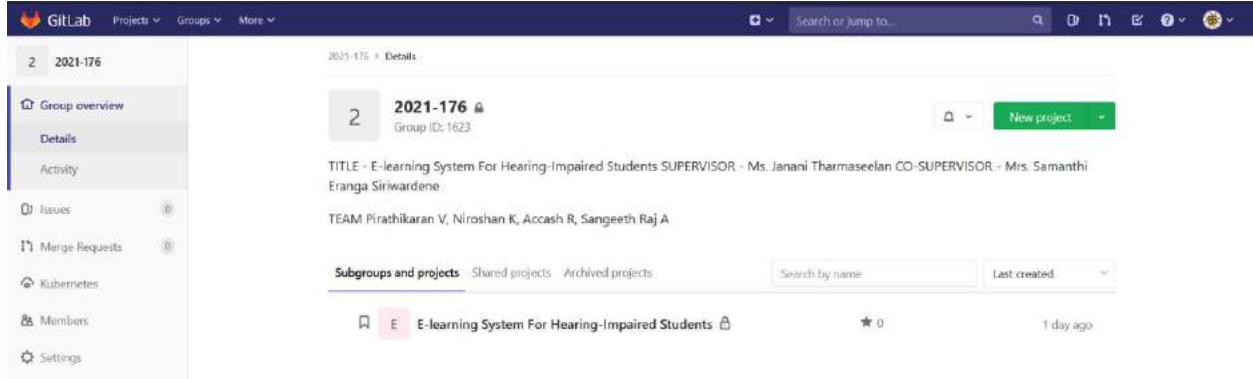 GitLab Projects Groups More Search or jump to...
2 2021-176
Group overview
Details
Activity
Issues 0
Merge Requests 0
Kubernetes
Members
Settings
2021-176 > Details
2 2021-176
Group ID: 1623
New project
TITLE - E-learning System For Hearing-Impaired Students SUPERVISOR - Ms. Janani Tharmaseelan CO-SUPERVISOR - Mrs. Samanthi
Eranga Siriwardene
TEAM Pirathikaran V, Niroshan K, Accash R, Sangeeth Raj A
Subgroups and projects Shared projects Archived projects Search by name Last created
E E-learning System For Hearing-Impaired Students 0 1 day ago